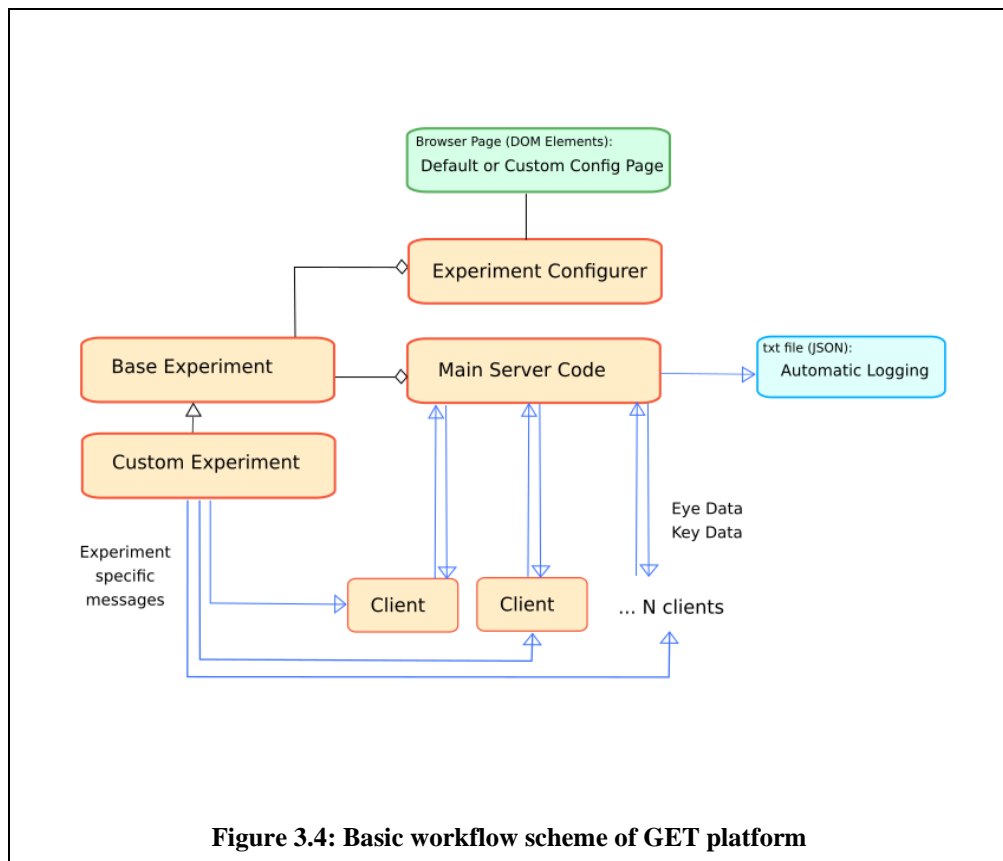 Browser Page (DOM Elements):
Default or Custom Config Page
Experiment Configurer
Base Experiment
Main Server Code
txt file (JSON):
Automatic Logging
Custom Experiment
Eye Data
Key Data
Experiment
specific
messages
Client
Client
... N clients
Figure 3.4: Basic workflow scheme of GET platform